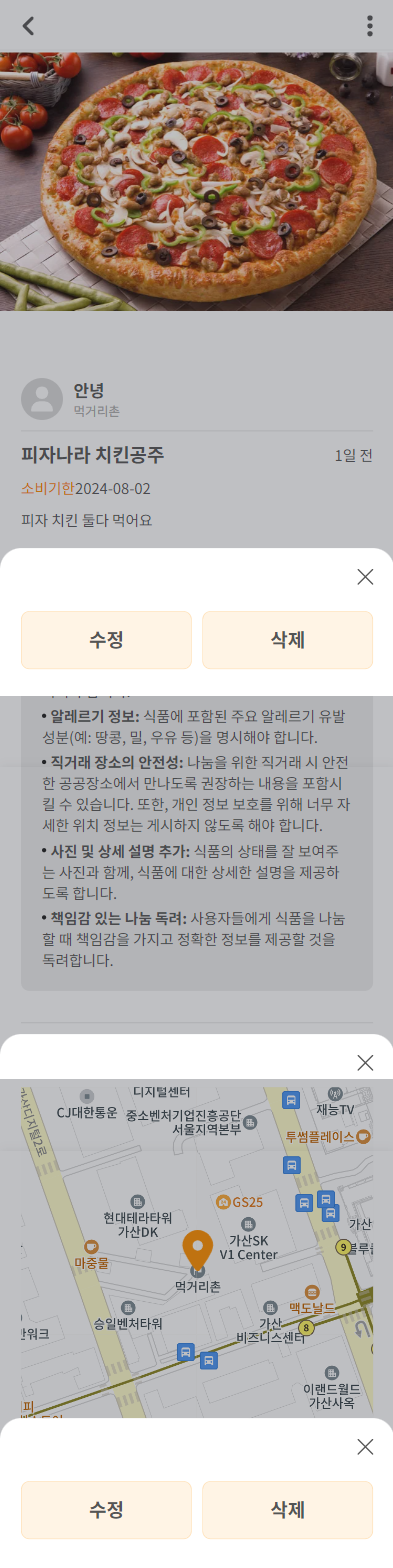 안녕
먹거리촌
피자나라 치킨공주
1일 전
소비기한2024-08-02
피자 치킨 둘다 먹어요
수정
삭제
• 알레르기 정보: 식품에 포함된 주요 알레르기 유발
성분(예: 땅콩, 밀, 우유 등)을 명시해야 합니다.
• 직거래 장소의 안전성: 나눔을 위한 직거래 시 안전
한 공공장소에서 만나도록 권장하는 내용을 포함시
킬 수 있습니다. 또한, 개인 정보 보호를 위해 너무 자
세한 위치 정보는 게시하지 않도록 해야 합니다.
• 사진 및 상세 설명 추가: 식품의 상태를 잘 보여주
는 사진과 함께, 식품에 대한 상세한 설명을 제공하
도록 합니다.
• 책임감 있는 나눔 독려: 사용자들에게 식품을 나눔
할 때 책임감을 가지고 정확한 정보를 제공할 것을
독려합니다.
디지털센터
CJ대한통운
중소벤처기업진흥공단
서울지역본부
재능TV
투썸플레이스
디지털2로
GS25
현대테라타워
가산DK
가산SK
V1 Center
가산
마중물
9
먹거리촌
맥도날드
승일벤처타워
가산
비즈니스센터
8
이랜드월드
가산사옥
수정
삭제